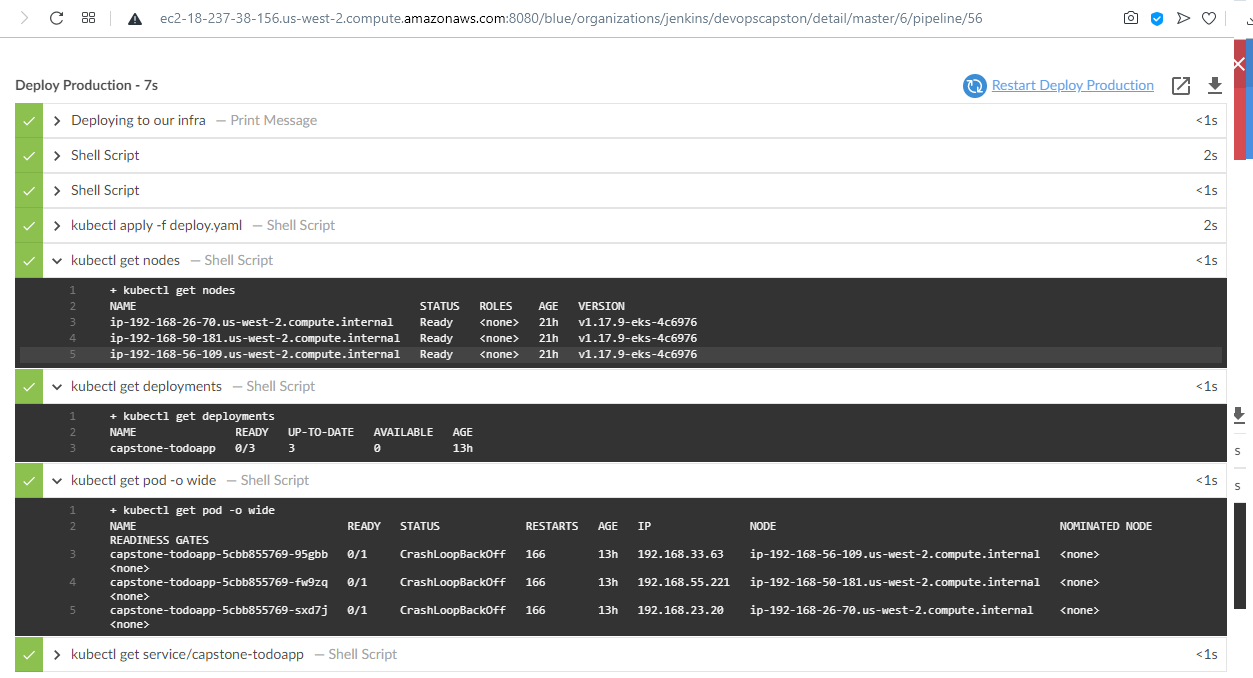 ec2-18-237-38-156.us-west-2.compute.amazonaws.com:8080/blue/organizations/jenkins/devopscapston/detail/master/6/pipeline/56
Deploy Production - 7s Restart Deploy Production
Deploying to our infra — Print Message <1s
Shell Script 2s
Shell Script <1s
kubectl apply -f deploy.yaml — Shell Script 2s
kubectl get nodes — Shell Script <1s
1 + kubectl get nodes
2 NAME STATUS ROLES AGE VERSION
3 ip-192-168-26-70.us-west-2.compute.internal Ready <none> 21h v1.17.9-eks-4c6976
4 ip-192-168-50-181.us-west-2.compute.internal Ready <none> 21h v1.17.9-eks-4c6976
5 ip-192-168-56-109.us-west-2.compute.internal Ready <none> 21h v1.17.9-eks-4c6976
kubectl get deployments — Shell Script <1s
1 + kubectl get deployments
2 NAME READY UP-TO-DATE AVAILABLE AGE
3 capstone-todoapp 0/3 3 0 13h
s
kubectl get pod -o wide — Shell Script <1s
s
1 + kubectl get pod -o wide
2 NAME READY STATUS RESTARTS AGE IP NODE NOMINATED NODE
READINESS GATES
3 capstone-todoapp-5cbb855769-95gbb 0/1 CrashLoopBackOff 166 13h 192.168.33.63 ip-192-168-56-109.us-west-2.compute.internal <none>
<none>
4 capstone-todoapp-5cbb855769-fw9zq 0/1 CrashLoopBackOff 166 13h 192.168.55.221 ip-192-168-50-181.us-west-2.compute.internal <none>
<none>
5 capstone-todoapp-5cbb855769-sxd7j 0/1 CrashLoopBackOff 166 13h 192.168.23.20 ip-192-168-26-70.us-west-2.compute.internal <none>
<none>
kubectl get service/capstone-todoapp — Shell Script <1s